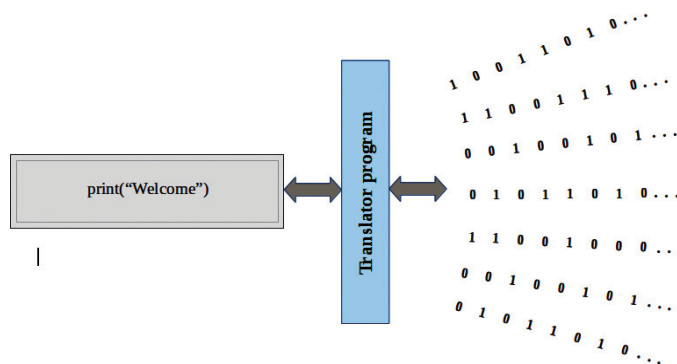 1 0 0 1 1 0 1 0...
1 1 0 0 1 1 1 0...
0 0 1 0 0 1 0 1...
print(“Welcome”)
Translator program
0 1 0 1 1 0 1 0...
1 1 0 0 1 0 0 0...
0 0 1 0 0 1 0 1...
0 1 0 1 1 0 1 0...